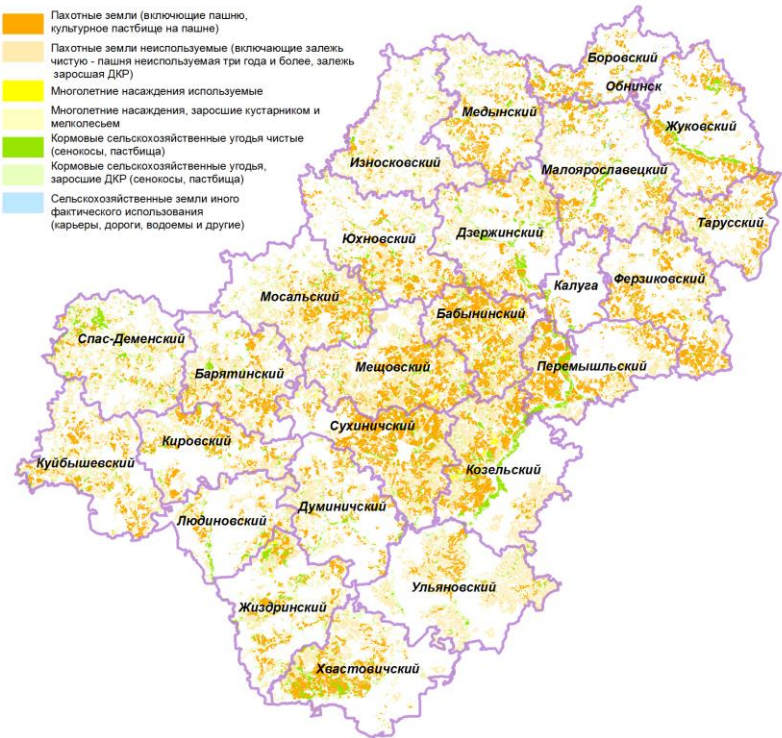 Пахотные земли (включющие пашню,
культурное пастбище на пашне)
Пахотные земли неиспользуемые (включающие залежь
чистую - пашня неиспользуемая три года и более, залежь
заросшая ДКР)
Многолетние насаждения используемые
Многолетние насаждения, заросшие кустарником и
мелколесьем
Кормовые сельскохозяйственные угодья чистые
(сенокосы, пастбища)
Кормовые сельскохозяйственные угодья,
заросшие ДКР (сенокосы, пастбища)
Сельскохозяйственные земли иного
фактического использования
(карьеры, дороги, водоемы и другие)
Боровский
Обнинск
Медынский
Жуковский
Износковский
Малоярославецкий
Тарусский
Дзержинский
Юхновский
Ферзиковский
Калуга
Мосальский
Бабынинский
Спас-Деменский
Мещовский
Перемышльский
Барятинский
Сухиничский
Кировский
Куйбышевский
Козельский
Думиничский
Людиновский
Ульяновский
Жиздринский
Хвастовичский